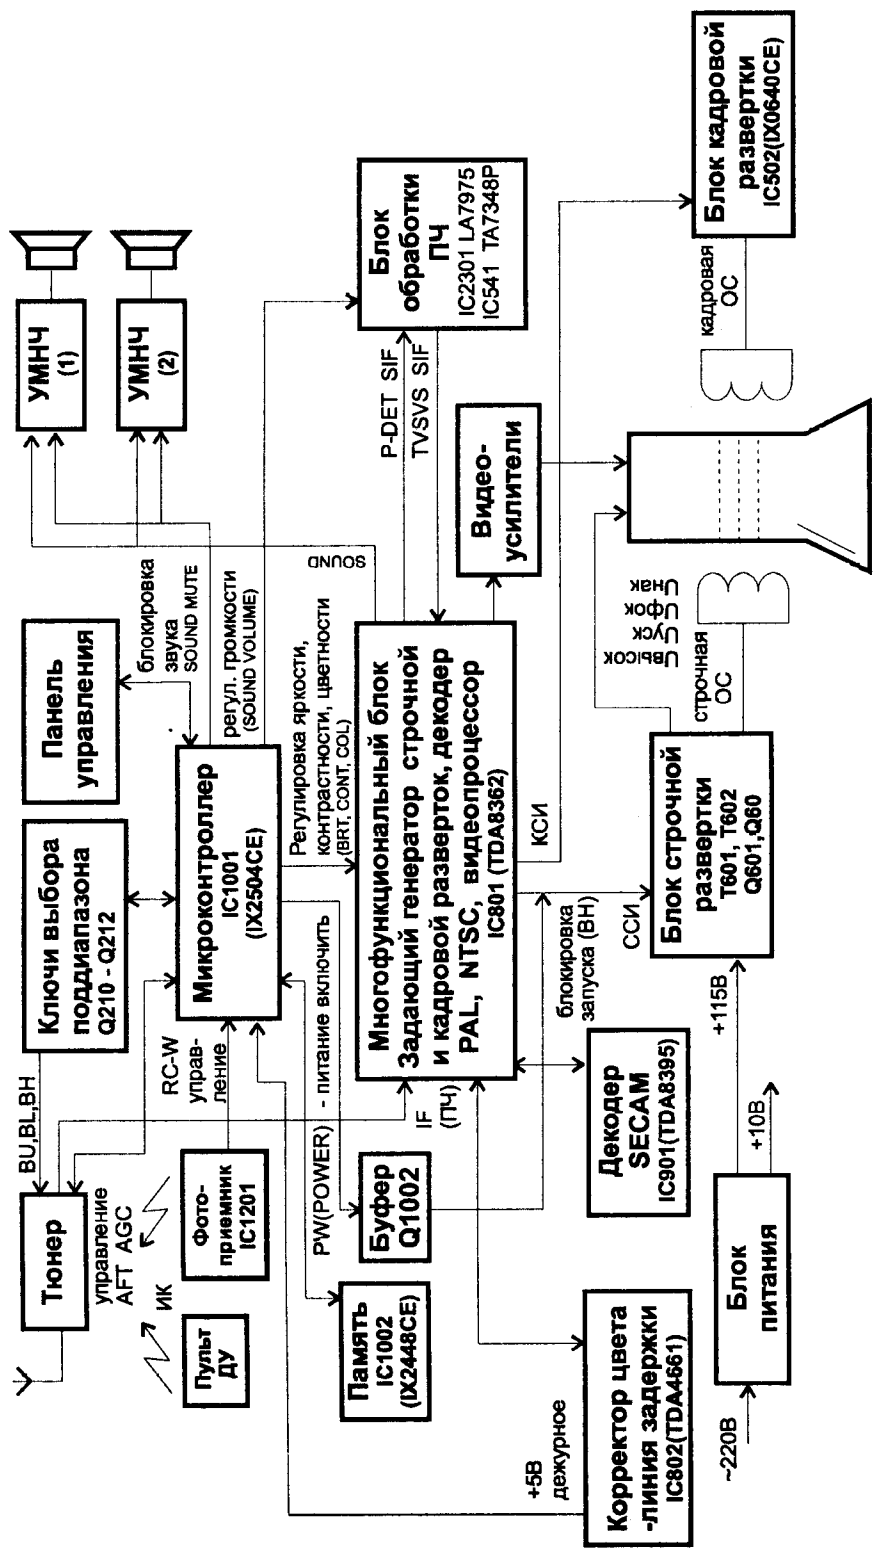 Тюнер
BU,BL,BH
управление
AFT AGC
ИК
Пульт
ДУ
Фото-
приемник
IC1201
RC-W
управ-
ление
Ключи выбора
поддиапазона
Q210 - Q212
Панель
управления
блокировка
звука
SOUND MUTE
УМНЧ
(1)
УМНЧ
(2)
Микроконтроллер
IC1001
(IX2504CE)
регул. громкости
(SOUND VOLUME)
PW(POWER) - питание включить
Регулировка яркости,
контрастности, цветности
(BRT, CONT, COL)
SOUND
Память
IC1002
(IX2448CE)
Буфер
Q1002
IF
(ПЧ)
Многофункциональный блок
Задающий генератор строчной
и кадровой разверток, декодер
PAL, NTSC, видеопроцессор
IC801 (TDA8362)
P-DET SIF
TVSVS SIF
Блок
обработки
ПЧ
IC2301 LA7975
IC541 TA7348P
Видео-
усилители
+5В
дежурное
Корректор цвета
-линия задержки
IC802(TDA4661)
Декодер
SECAM
IC901(TDA8395)
блокировка
запуска (ВН)
КСИ
ССИ
Блок строчной
развертки
T601, T602
Q601,Q60
Uвысок
Uуск
Uфок
Uнак
строчная
ОС
кадровая
ОС
Блок кадровой
развертки
IC502(IX0640CE)
~220В
Блок
питания
+115В
+10В